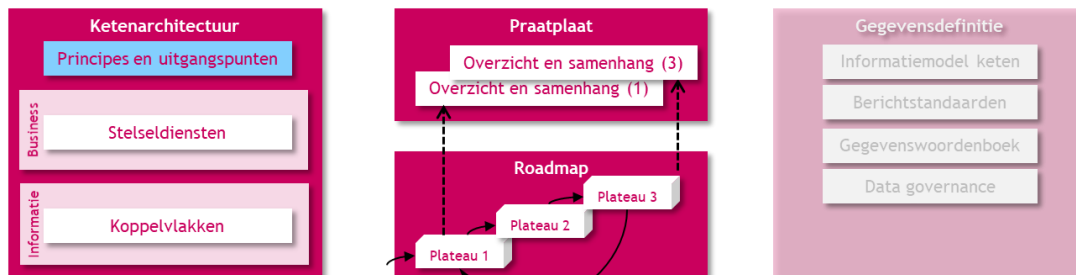 Ketenarchitectuur
Principes en uitgangspunten
Business
Stelseldiensten
Informatie
Koppelvlakken
Praatplaat
Overzicht en samenhang (3)
Overzicht en samenhang (1)
Roadmap
Plateau 3
Plateau 2
Plateau 1
Gegevensdefinitie
Informatiemodel keten
Berichtstandaarden
Gegevenswoordenboek
Data governance